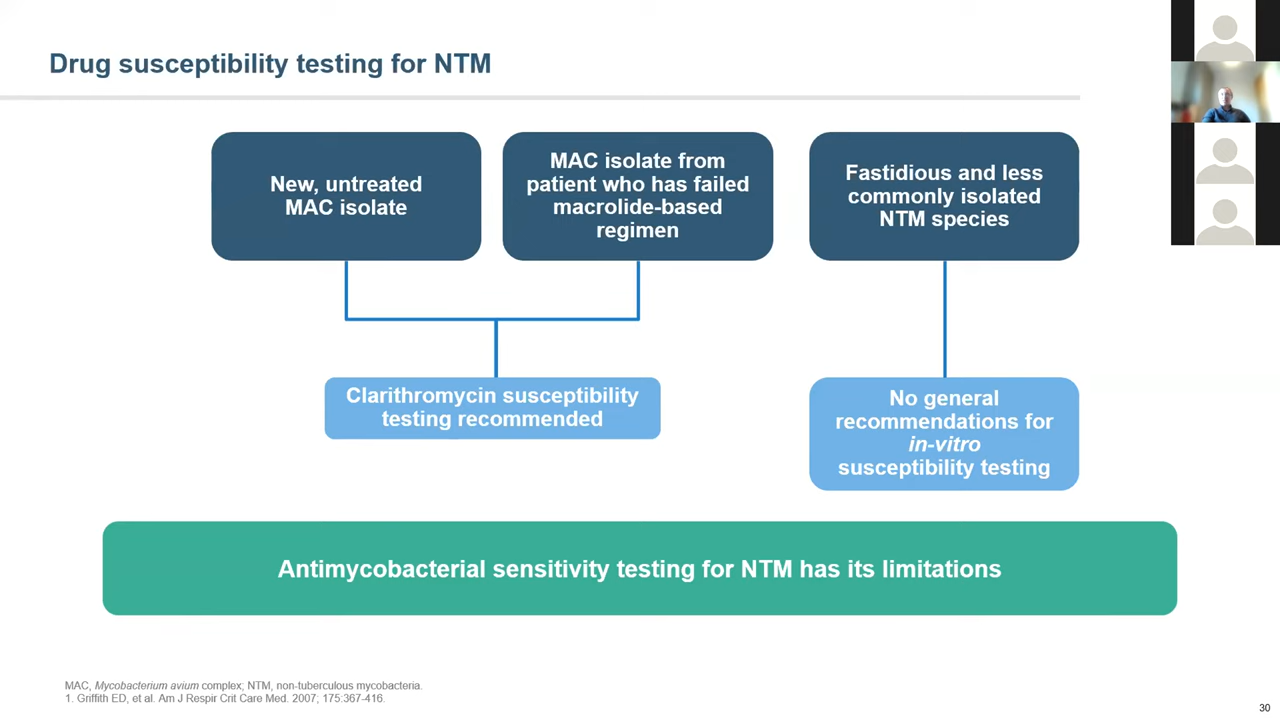 Drug susceptibility testing for NTM
New, untreated
MAC isolate
MAC isolate from
patient who has failed
macrolide-based
regimen
Fastidious and less
commonly isolated
NTM species
Clarithromycin susceptibility
testing recommended
No general
recommendations for
in-vitro
susceptibility testing
Antimycobacterial sensitivity testing for NTM has its limitations
MAC, Mycobacterium avium complex; NTM, non-tuberculous mycobacteria.
1. Griffith ED, et al. Am J Respir Crit Care Med. 2007; 175:367-416.
30